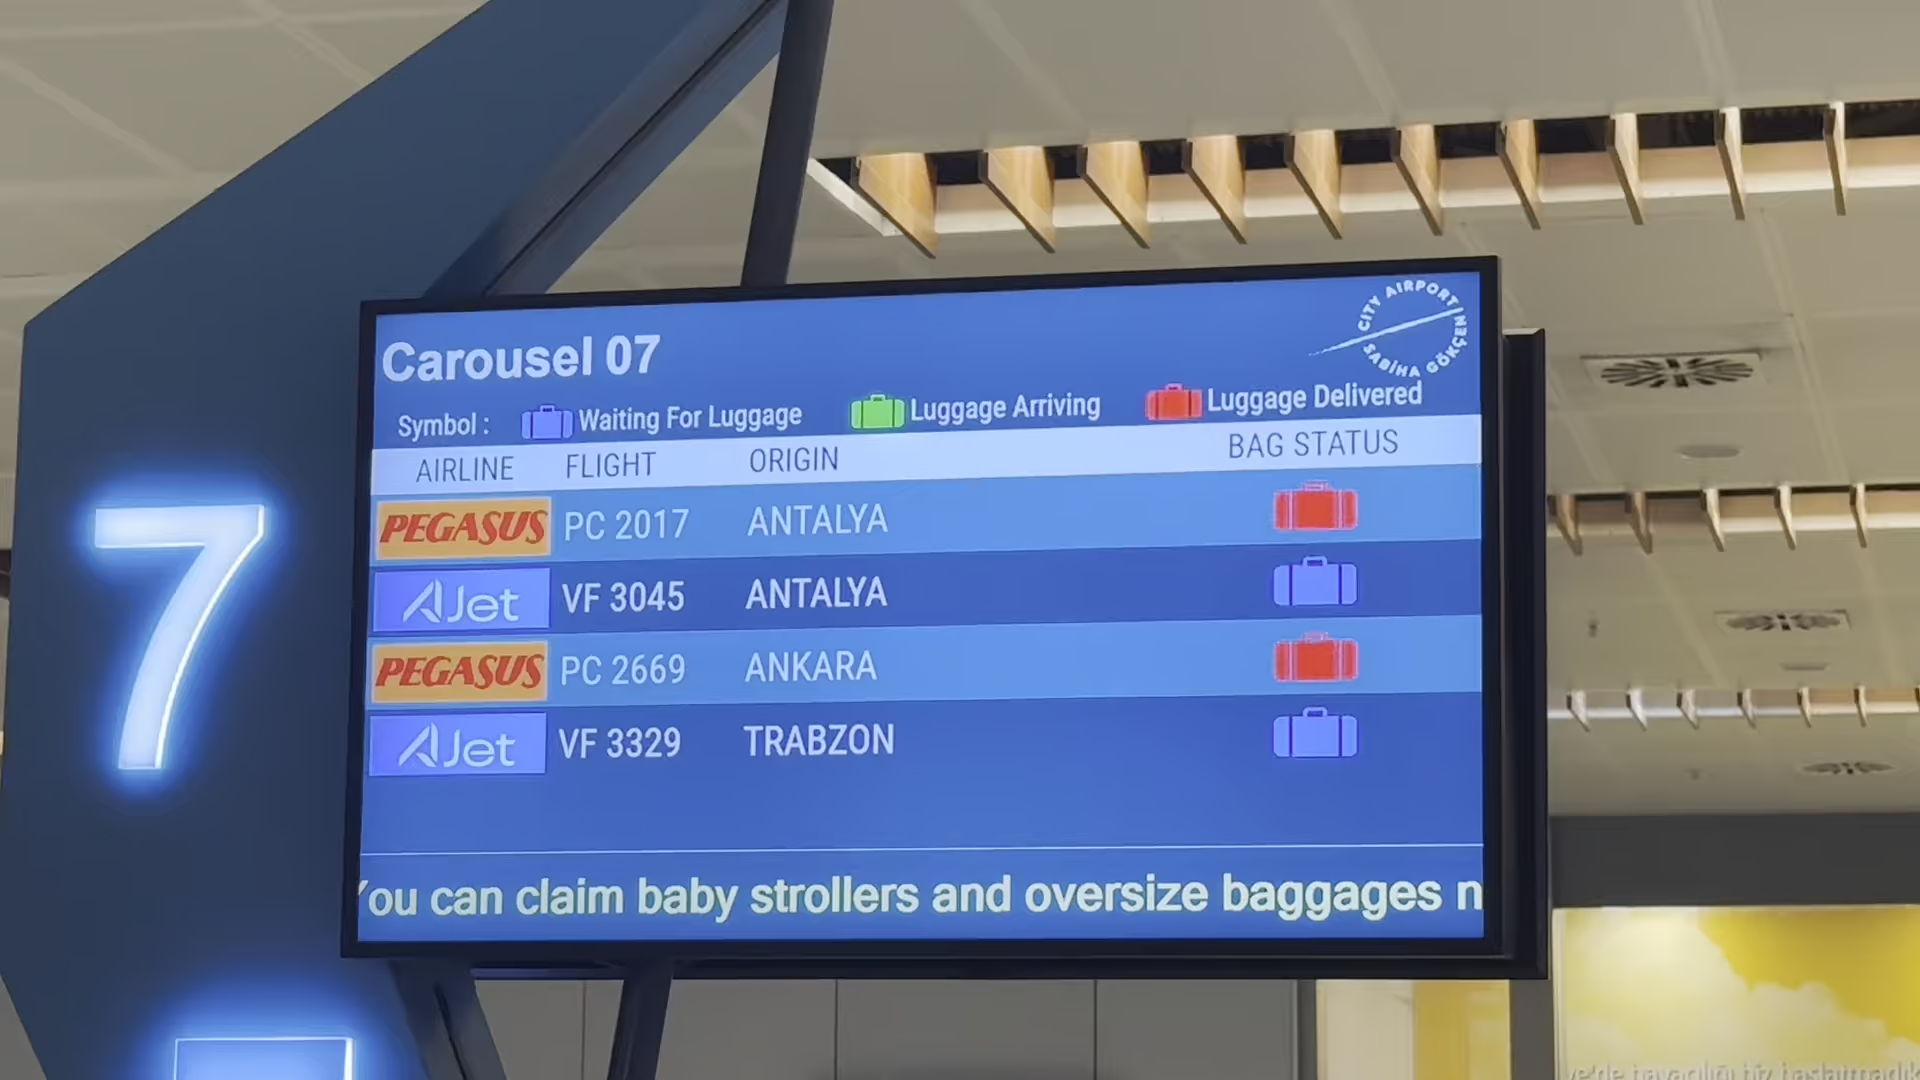 CITY AIRPORT
SABİHA GÖKÇEN
Carousel 07
Symbol : Waiting For Luggage Luggage Arriving Luggage Delivered
AIRLINE FLIGHT ORIGIN BAG STATUS
PEGASUS PC 2017 ANTALYA
AJet VF 3045 ANTALYA
PEGASUS PC 2669 ANKARA
AJet VF 3329 TRABZON
You can claim baby strollers and oversize baggages n
7